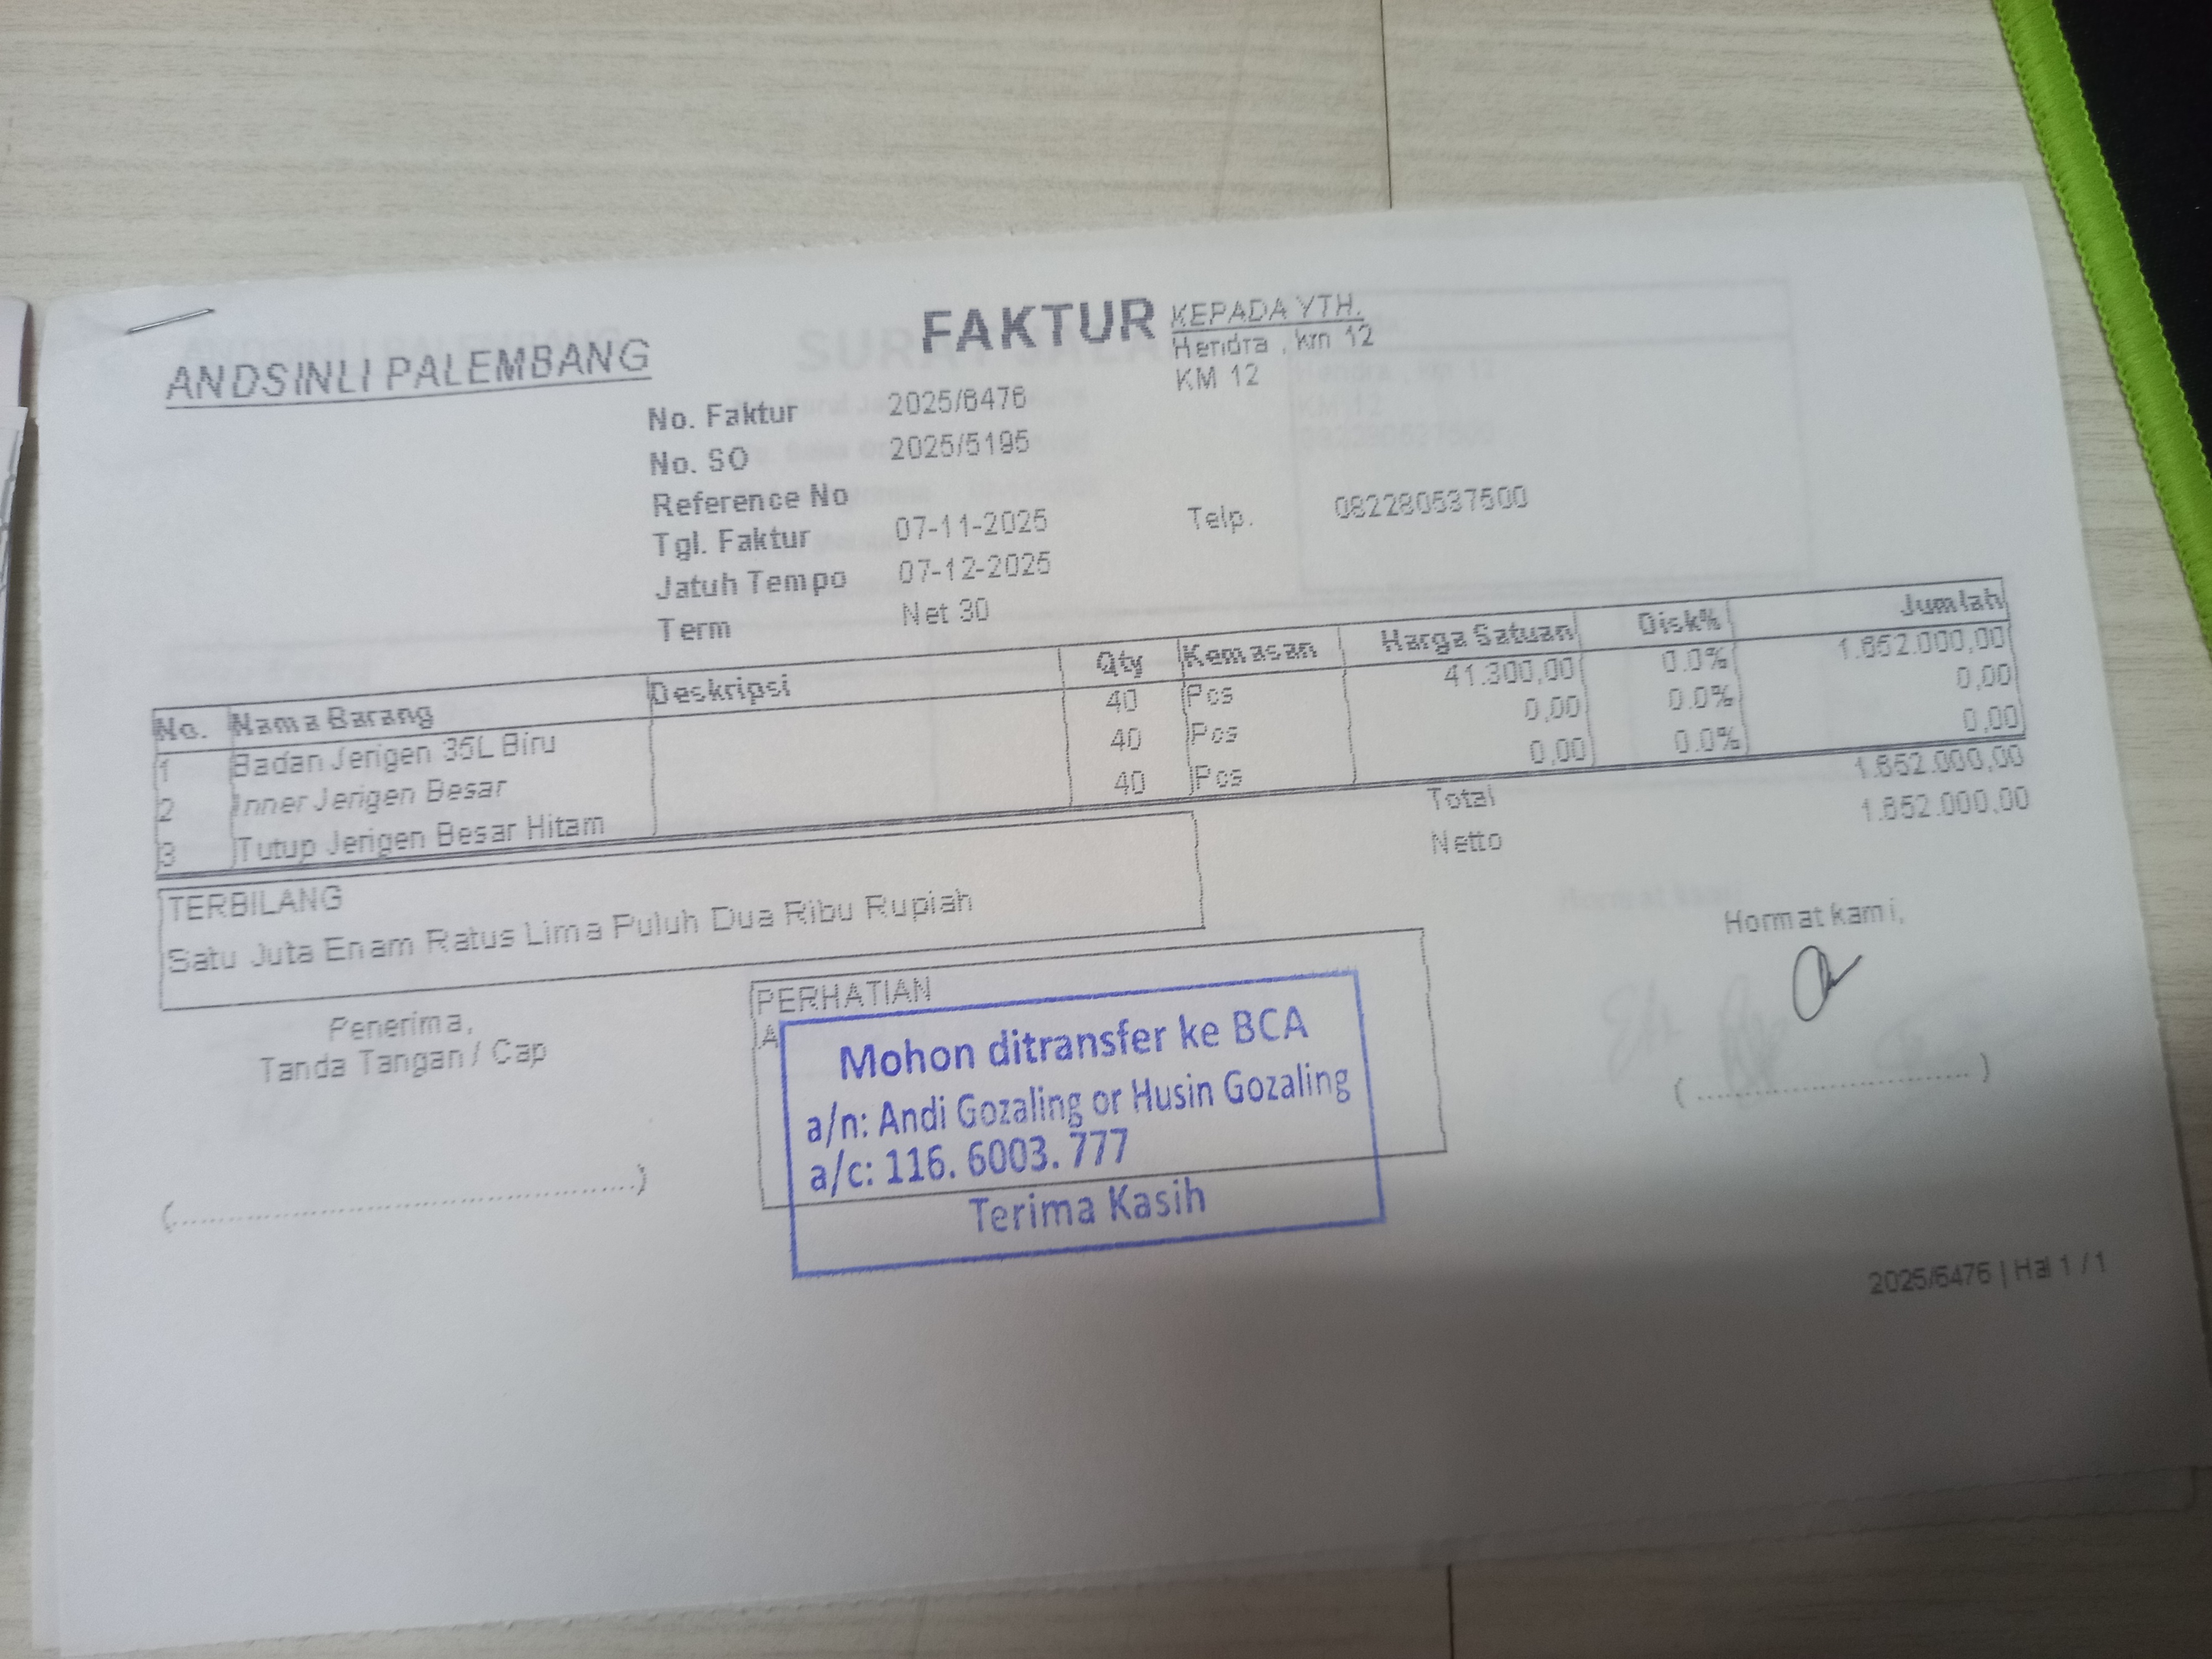 FAKTUR
KEPADA YTH.
Hendra , km 12
KM 12
ANDSINLI PALEMBANG
No. Faktur 2025/6476
No. SO 2025/5195
Reference No
Tgl. Faktur 07-11-2025
Telp. 082280537500
Jatuh Tempo 07-12-2025
Term Net 30
No. Nama Barang Deskripsi Qty Kemasan Harga Satuan Disk% Jumlah
1 Badan Jerigen 35L Biru 40 Pcs 41.300,00 0.0% 1.652.000,00
2 Inner Jerigen Besar 40 Pcs 0,00 0.0% 0,00
3 Tutup Jerigen Besar Hitam 40 Pcs 0,00 0.0% 0,00
Total 1.652.000,00
Netto 1.652.000,00
TERBILANG
Satu Juta Enam Ratus Lima Puluh Dua Ribu Rupiah
Hormat kami,
Penerima,
Tanda Tangan / Cap
PERHATIAN
A
Mohon ditransfer ke BCA
a/n: Andi Gozaling or Husin Gozaling
a/c: 116. 6003. 777
Terima Kasih
(........................................)
(........................................)
2025/6476 | Hal 1 / 1